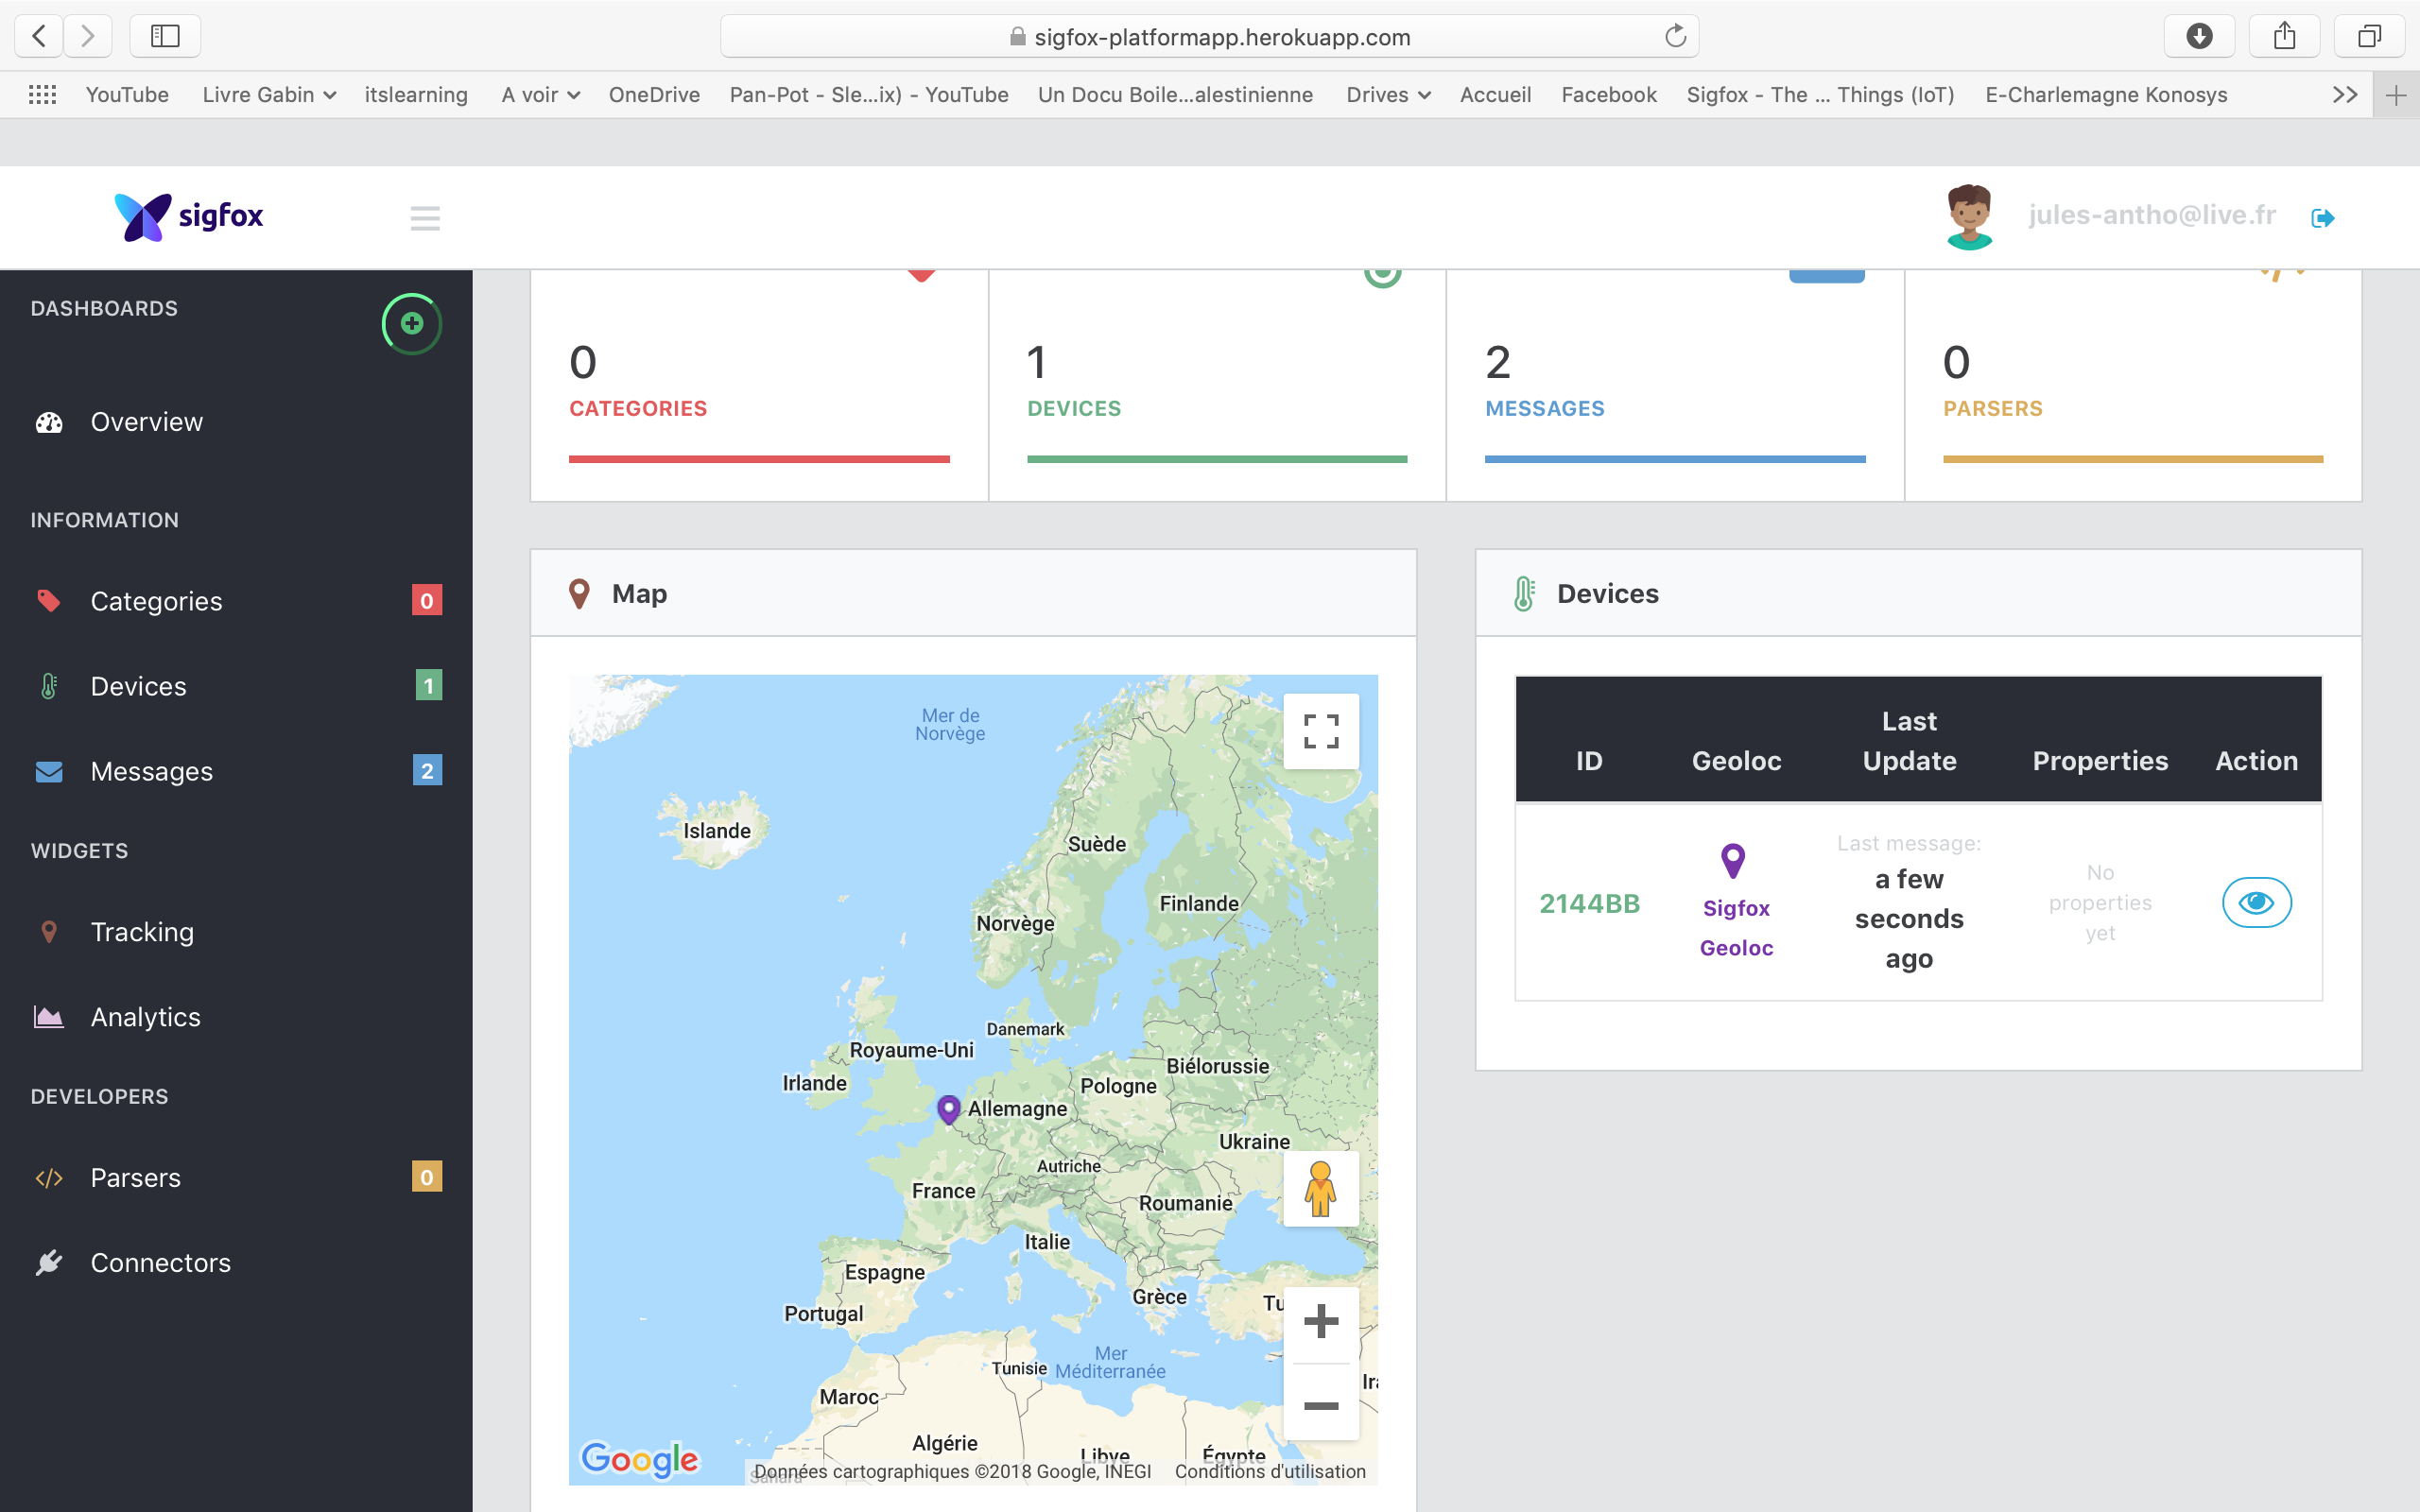 sigfox-platformapp.herokuapp.com
YouTube
Livre Gabin
itslearning
A voir
OneDrive
Pan-Pot - Sle...ix) - YouTube
Un Docu Boile...alestinienne
Drives
Accueil
Facebook
Sigfox - The ... Things (IoT)
E-Charlemagne Konosys
sigfox
jules-antho@live.fr
DASHBOARDS
Overview
INFORMATION
Categories 0
Devices 1
Messages 2
WIDGETS
Tracking
Analytics
DEVELOPERS
Parsers 0
Connectors
0
CATEGORIES
1
DEVICES
2
MESSAGES
0
PARSERS
Map
Mer de
Norvège
Islande
Suède
Finlande
Norvège
Danemark
Royaume-Uni
Biélorussie
Irlande
Pologne
Allemagne
Ukraine
Autriche
France
Roumanie
Italie
Espagne
Grèce
Tu
Portugal
Mer
Méditerranée
Tunisie
Ira
Maroc
Algérie
Libye
Égypte
Sahara
Google
Données cartographiques ©2018 Google, INEGI
Conditions d'utilisation
Devices
ID
Geoloc
Last
Update
Properties
Action
2144BB
Sigfox
Geoloc
Last message:
a few
seconds
ago
No
properties
yet